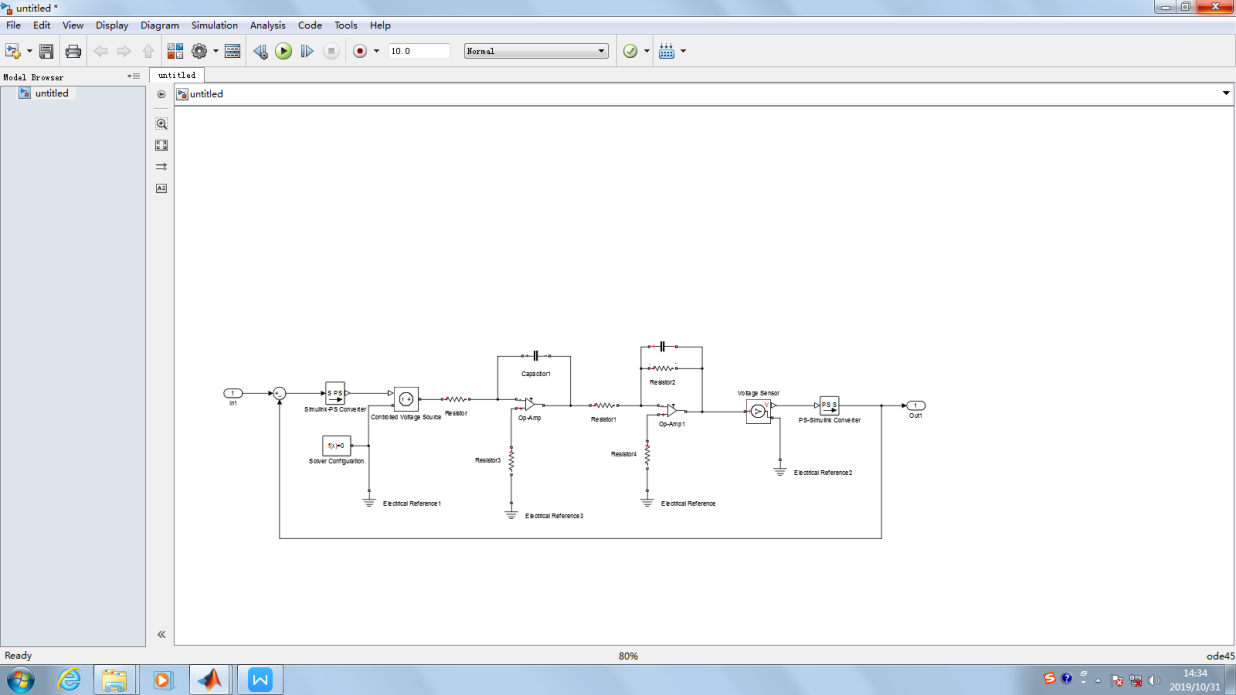 untitled *
File Edit View Display Diagram Simulation Analysis Code Tools Help
10.0 Normal
Model Browser
untitled
untitled
untitled
Capacitor1
Resistor2
1
In1
S PS
Simulink-PS Converter
Controlled Voltage Source
Resistor
Op-Amp
Resistor1
Op-Amp1
Voltage Sensor
V
PS S
PS-Simulink Converter
1
Out1
f(x)=0
Solver Configuration
Resistor3
Resistor4
Electrical Reference2
Electrical Reference1
Electrical Reference3
Electrical Reference
Ready 80% ode45
14:34
2019/10/31